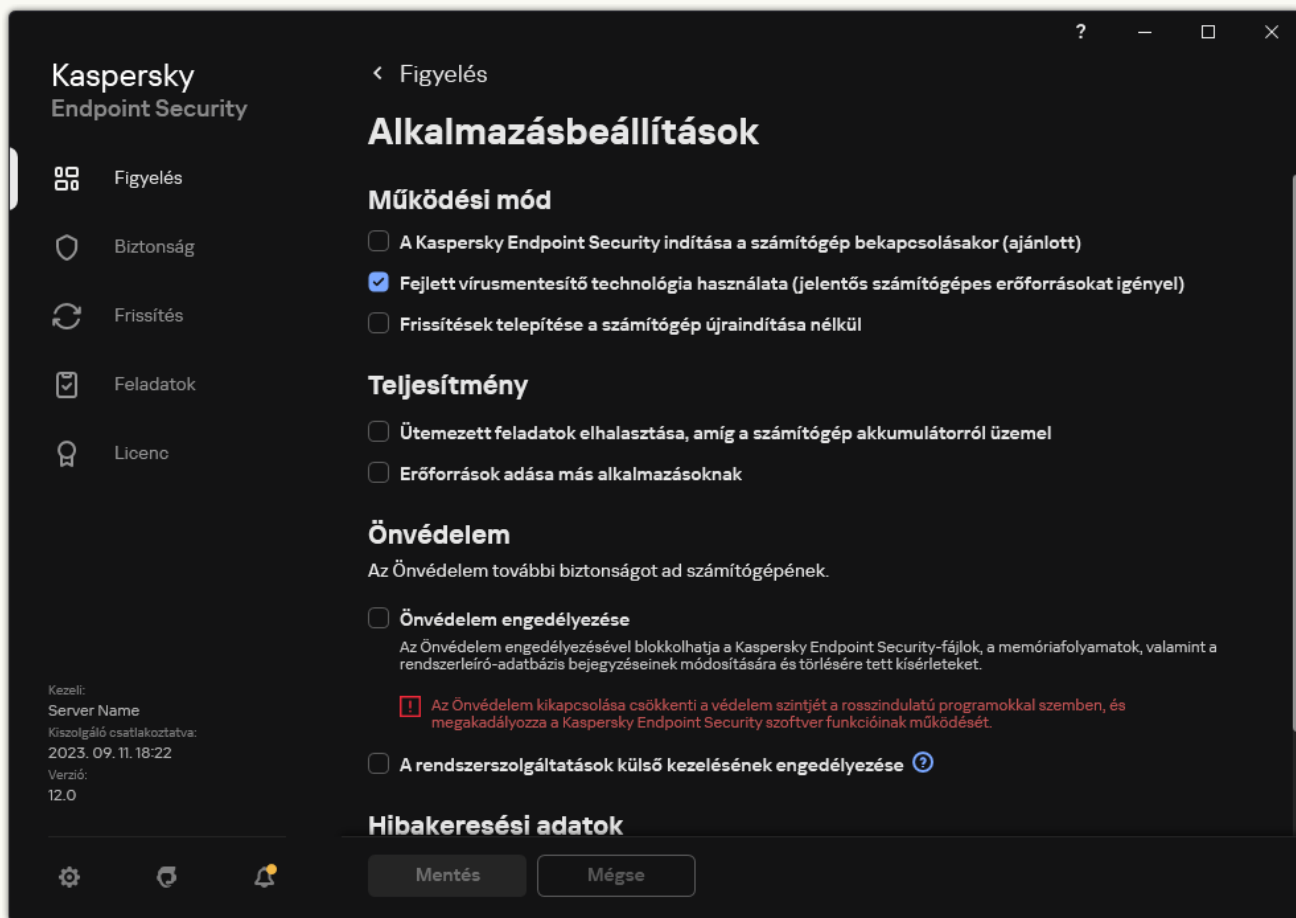 Kaspersky
Endpoint Security
Figyelés
Biztonság
Frissítés
Feladatok
Licenc
Kezeli:
Server Name
Kiszolgáló csatlakoztatva:
2023. 09. 11. 18:22
Verzió:
12.0
?
Figyelés
Alkalmazásbeállítások
Működési mód
A Kaspersky Endpoint Security indítása a számítógép bekapcsolásakor (ajánlott)
Fejlett vírusmentesítő technológia használata (jelentős számítógépes erőforrásokat igényel)
Frissítések telepítése a számítógép újraindítása nélkül
Teljesítmény
Ütemezett feladatok elhalasztása, amíg a számítógép akkumulátorról üzemel
Erőforrások adása más alkalmazásoknak
Önvédelem
Az Önvédelem további biztonságot ad számítógépének.
Önvédelem engedélyezése
Az Önvédelem engedélyezésével blokkolhatja a Kaspersky Endpoint Security-fájlok, a memóriafolyamatok, valamint a
rendszerleíró-adatbázis bejegyzéseinek módosítására és törlésére tett kísérleteket.
Az Önvédelem kikapcsolása csökkenti a védelem szintjét a rosszindulatú programokkal szemben, és
megakadályozza a Kaspersky Endpoint Security szoftver funkcióinak működését.
A rendszerszolgáltatások külső kezelésének engedélyezése ?
Hibakeresési adatok
Mentés
Mégse